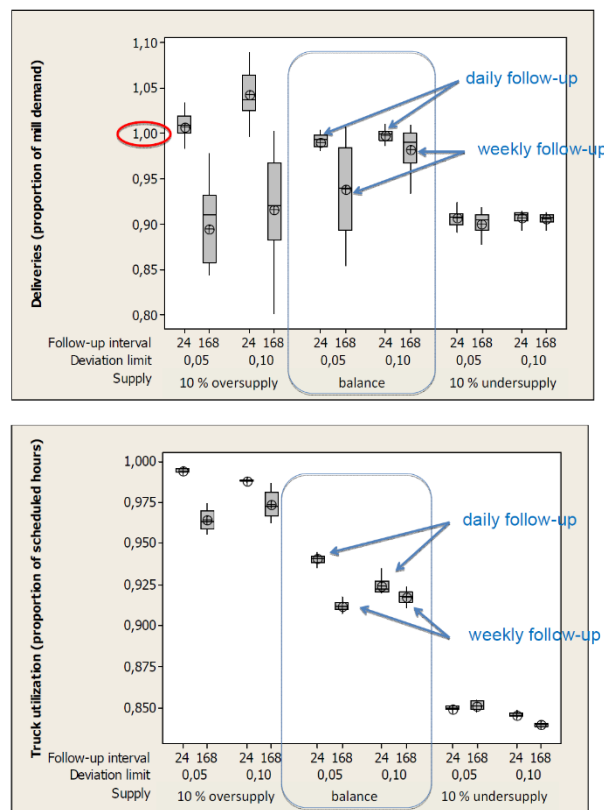 Deliveries (proportion of mill demand)
1,10
1,05
1,00
0,95
0,90
0,85
0,80
daily follow-up
weekly follow-up
Follow-up interval 24 168 24 168 24 168 24 168 24 168 24 168
Deviation limit 0,05 0,10 0,05 0,10 0,05 0,10
Supply 10 % oversupply balance 10 % undersupply
Truck utilization (proportion of scheduled hours)
1,000
0,975
0,950
0,925
0,900
0,875
0,850
daily follow-up
weekly follow-up
Follow-up interval 24 168 24 168 24 168 24 168 24 168 24 168
Deviation limit 0,05 0,10 0,05 0,10 0,05 0,10
Supply 10 % oversupply balance 10 % undersupply